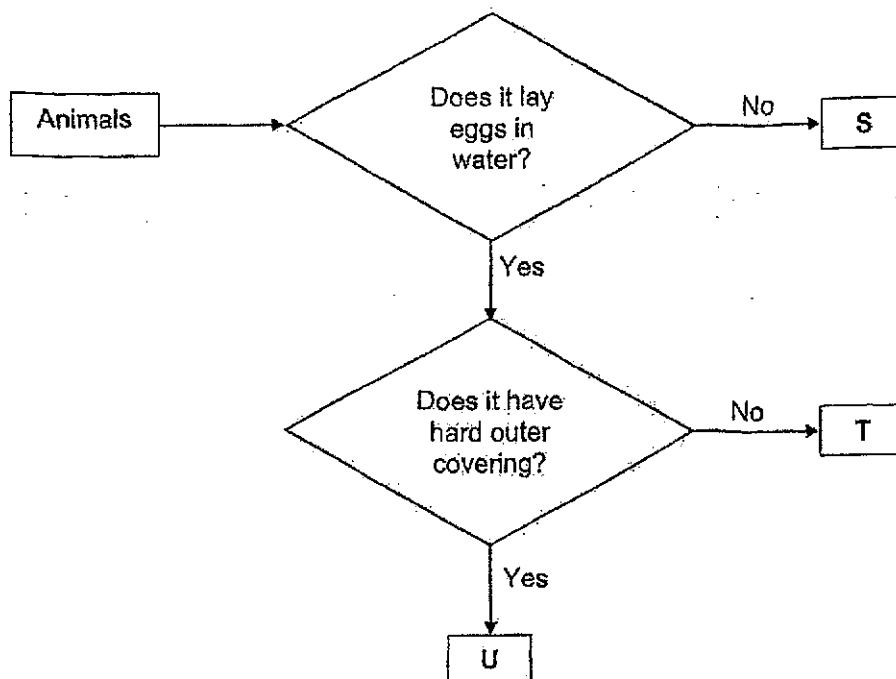 Animals
Does it lay
eggs in
water?
No
S
Yes
Does it have
hard outer
covering?
No
T
Yes
U